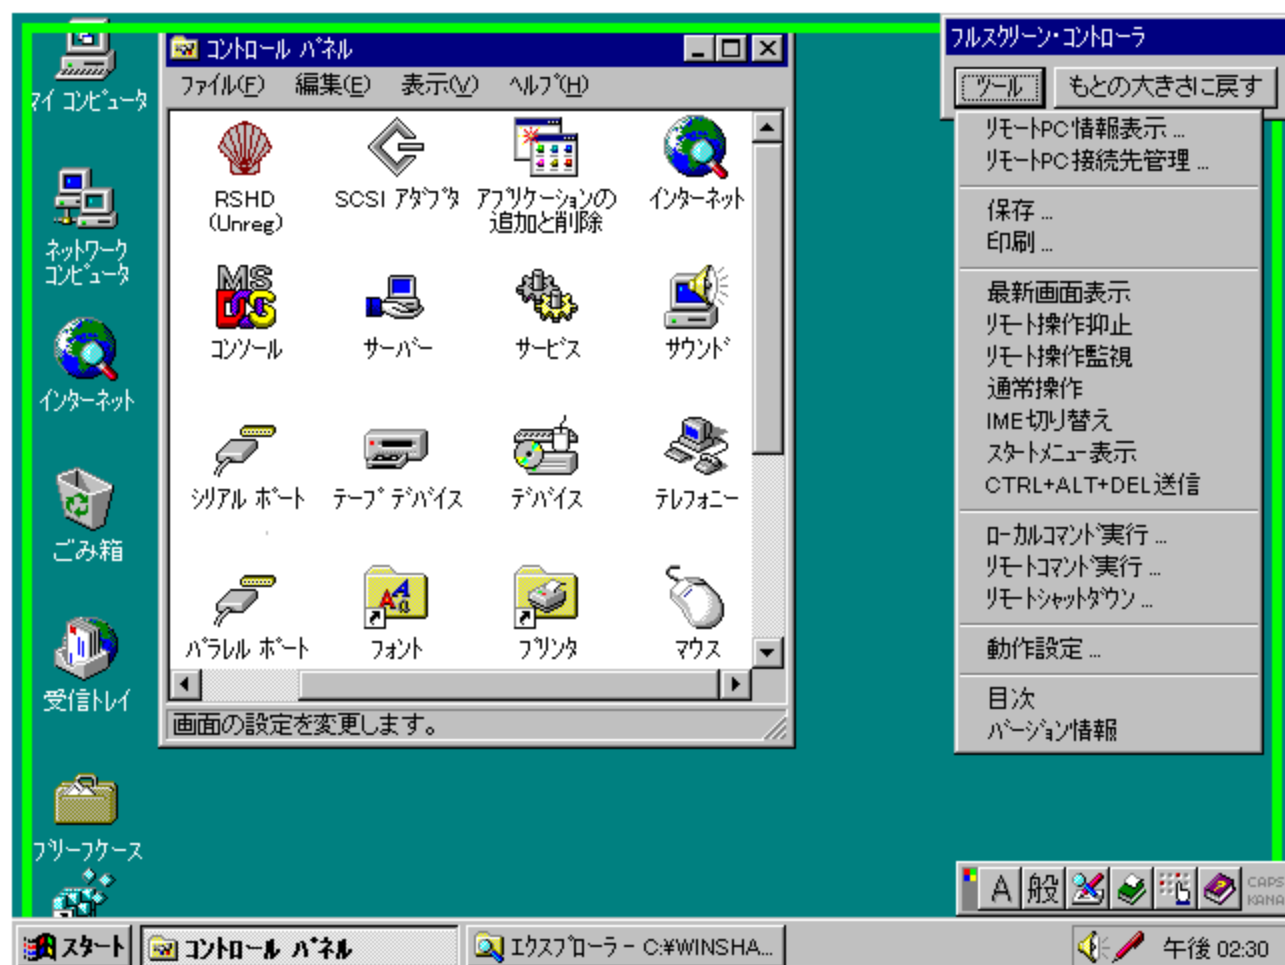 マイ コンピュータ
ネットワーク
コンピュータ
インターネット
ごみ箱
受信トレイ
ブリーフケース
コントロール パネル
ファイル(F) 編集(E) 表示(V) ヘルプ(H)
RSHD
(Unreg)
SCSI アダプタ
アプリケーションの
追加と削除
インターネット
MS
DOS
コンソール
サーバー
サービス
サウンド
シリアル ポート
テープ デバイス
デバイス
テレフォニー
パラレル ポート
フォント
プリンタ
マウス
画面の設定を変更します。
フルスクリーン・コントローラ
ツール もとの大きさに戻す
リモートPC情報表示 ...
リモートPC接続先管理 ...
保存 ...
印刷 ...
最新画面表示
リモート操作抑止
リモート操作監視
通常操作
IME切り替え
スタートメニュー表示
CTRL+ALT+DEL送信
ローカルコマンド実行 ...
リモートコマンド実行 ...
リモートシャットダウン ...
動作設定 ...
目次
バージョン情報
A 般
CAPS
KANA
スタート コントロール パネル エクスプローラ - C:¥WINSHA... 午後 02:30